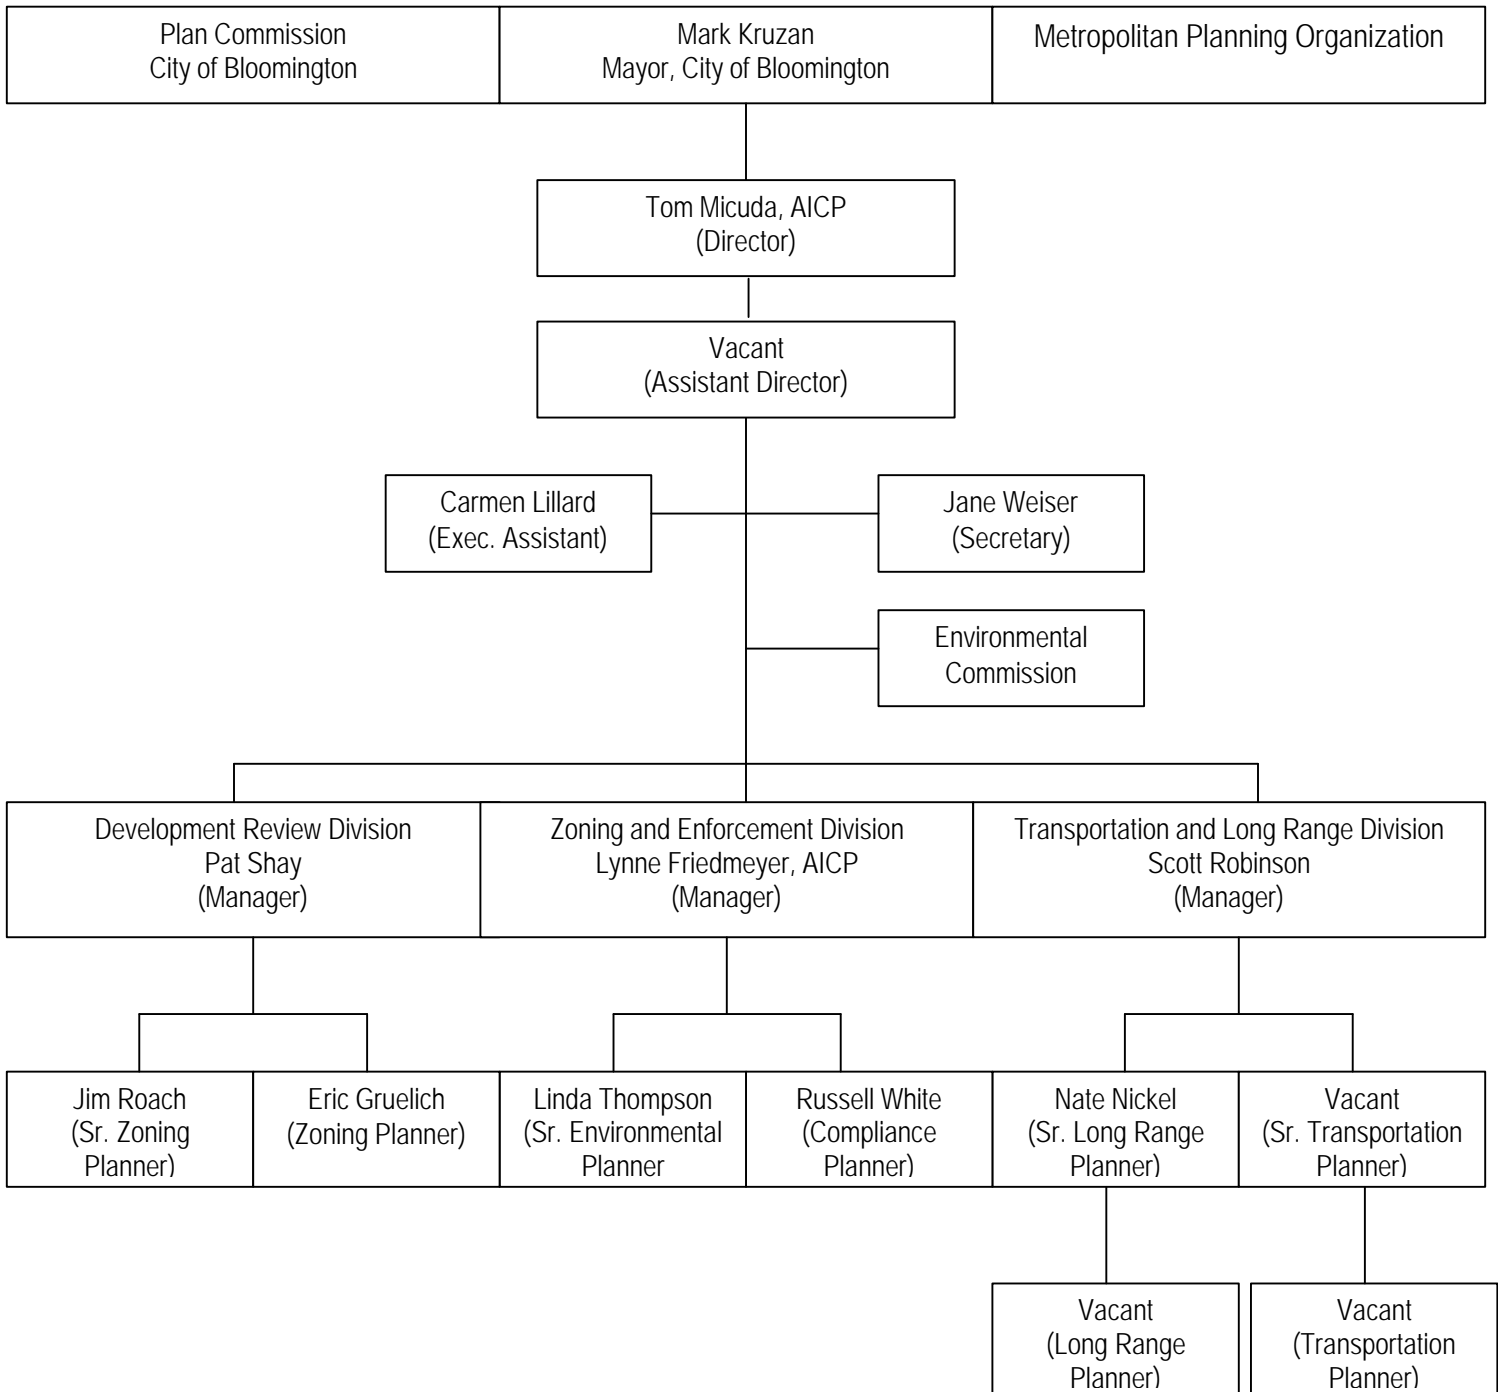 Plan Commission
City of Bloomington
Mark Kruzan
Mayor, City of Bloomington
Metropolitan Planning Organization
Tom Micuda, AICP
(Director)
Vacant
(Assistant Director)
Carmen Lillard
(Exec. Assistant)
Jane Weiser
(Secretary)
Environmental
Commission
Development Review Division
Pat Shay
(Manager)
Zoning and Enforcement Division
Lynne Friedmeyer, AICP
(Manager)
Transportation and Long Range Division
Scott Robinson
(Manager)
Jim Roach
(Sr. Zoning
Planner)
Eric Gruelich
(Zoning Planner)
Linda Thompson
(Sr. Environmental
Planner
Russell White
(Compliance
Planner)
Nate Nickel
(Sr. Long Range
Planner)
Vacant
(Sr. Transportation
Planner)
Vacant
(Long Range
Planner)
Vacant
(Transportation
Planner)